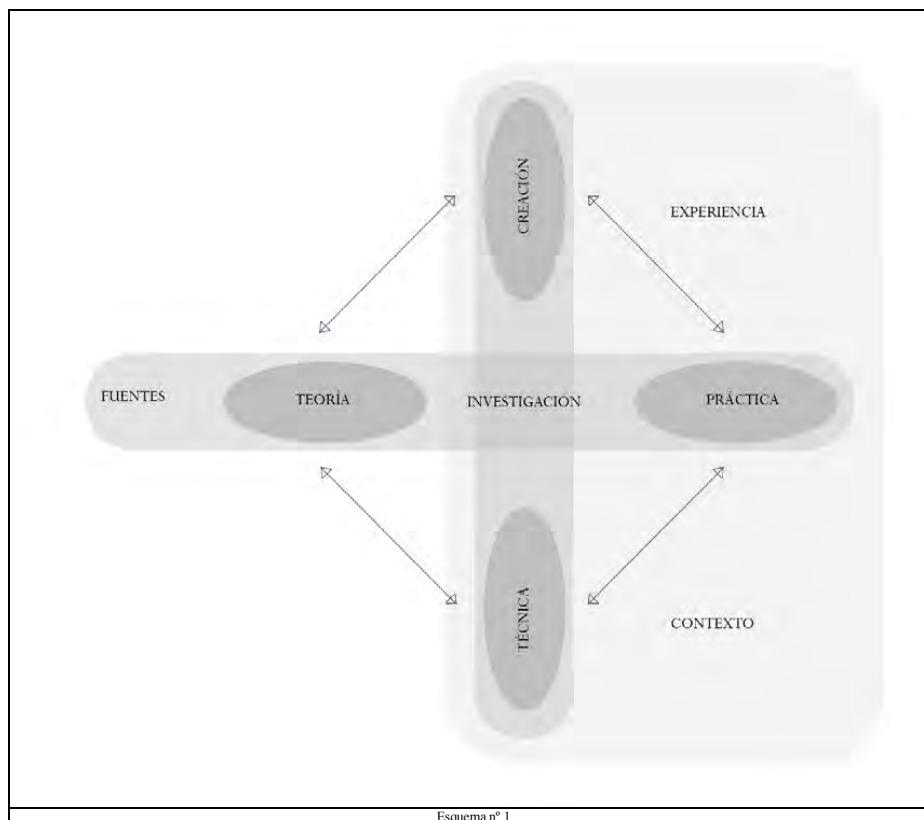 CREACIÓN
EXPERIENCIA
FUENTES
TEORÍA
INVESTIGACION
PRÁCTICA
TÉCNICA
CONTEXTO
Esquema nº 1